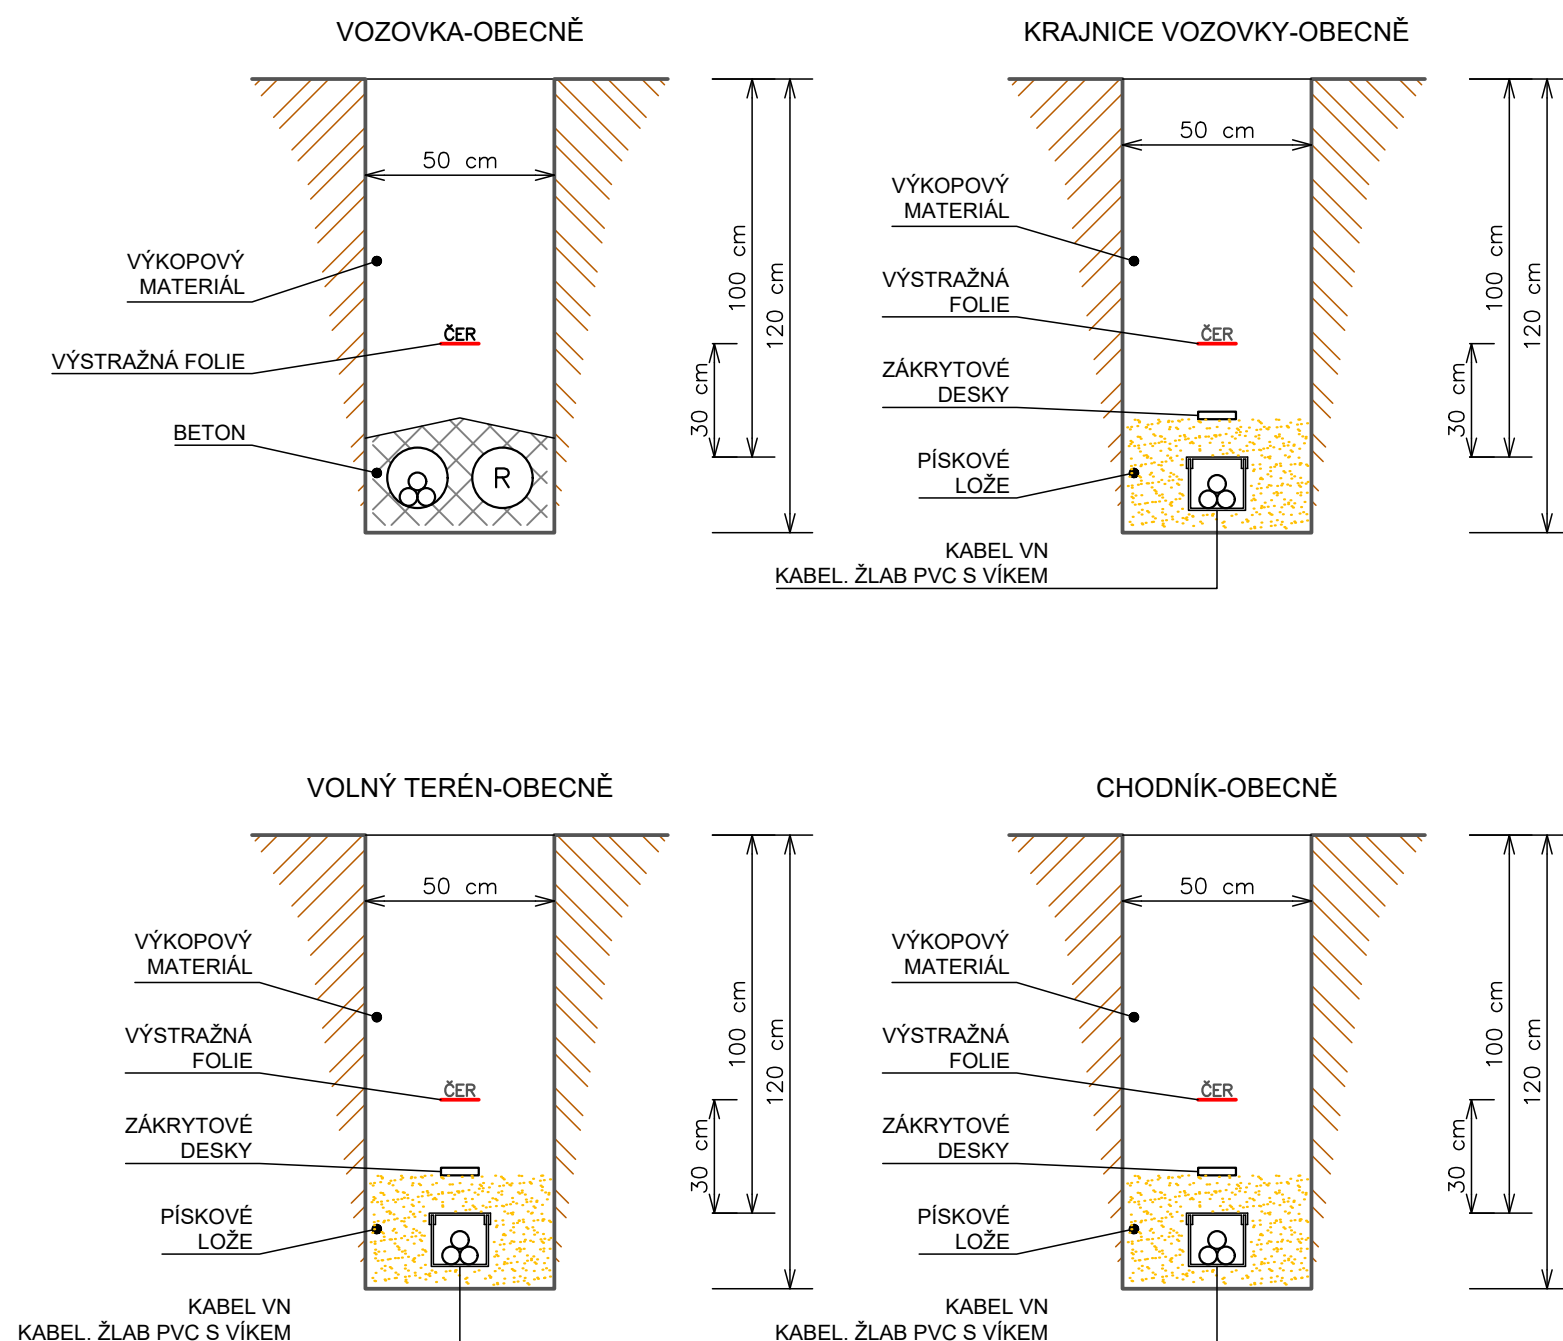 VOZOVKA-OBECNĚ
50 cm
VÝKOPOVÝ
MATERIÁL
VÝSTRAŽNÁ FOLIE
ČER
BETON
R
100 cm
120 cm
30 cm
KRAJNICE VOZOVKY-OBECNĚ
50 cm
VÝKOPOVÝ
MATERIÁL
VÝSTRAŽNÁ
FOLIE
ČER
ZÁKRYTOVÉ
DESKY
PÍSKOVÉ
LOŽE
KABEL VN
KABEL. ŽLAB PVC S VÍKEM
100 cm
120 cm
30 cm
VOLNÝ TERÉN-OBECNĚ
50 cm
VÝKOPOVÝ
MATERIÁL
VÝSTRAŽNÁ
FOLIE
ČER
ZÁKRYTOVÉ
DESKY
PÍSKOVÉ
LOŽE
KABEL VN
KABEL. ŽLAB PVC S VÍKEM
100 cm
120 cm
30 cm
CHODNÍK-OBECNĚ
50 cm
VÝKOPOVÝ
MATERIÁL
VÝSTRAŽNÁ
FOLIE
ČER
ZÁKRYTOVÉ
DESKY
PÍSKOVÉ
LOŽE
KABEL VN
KABEL. ŽLAB PVC S VÍKEM
100 cm
120 cm
30 cm